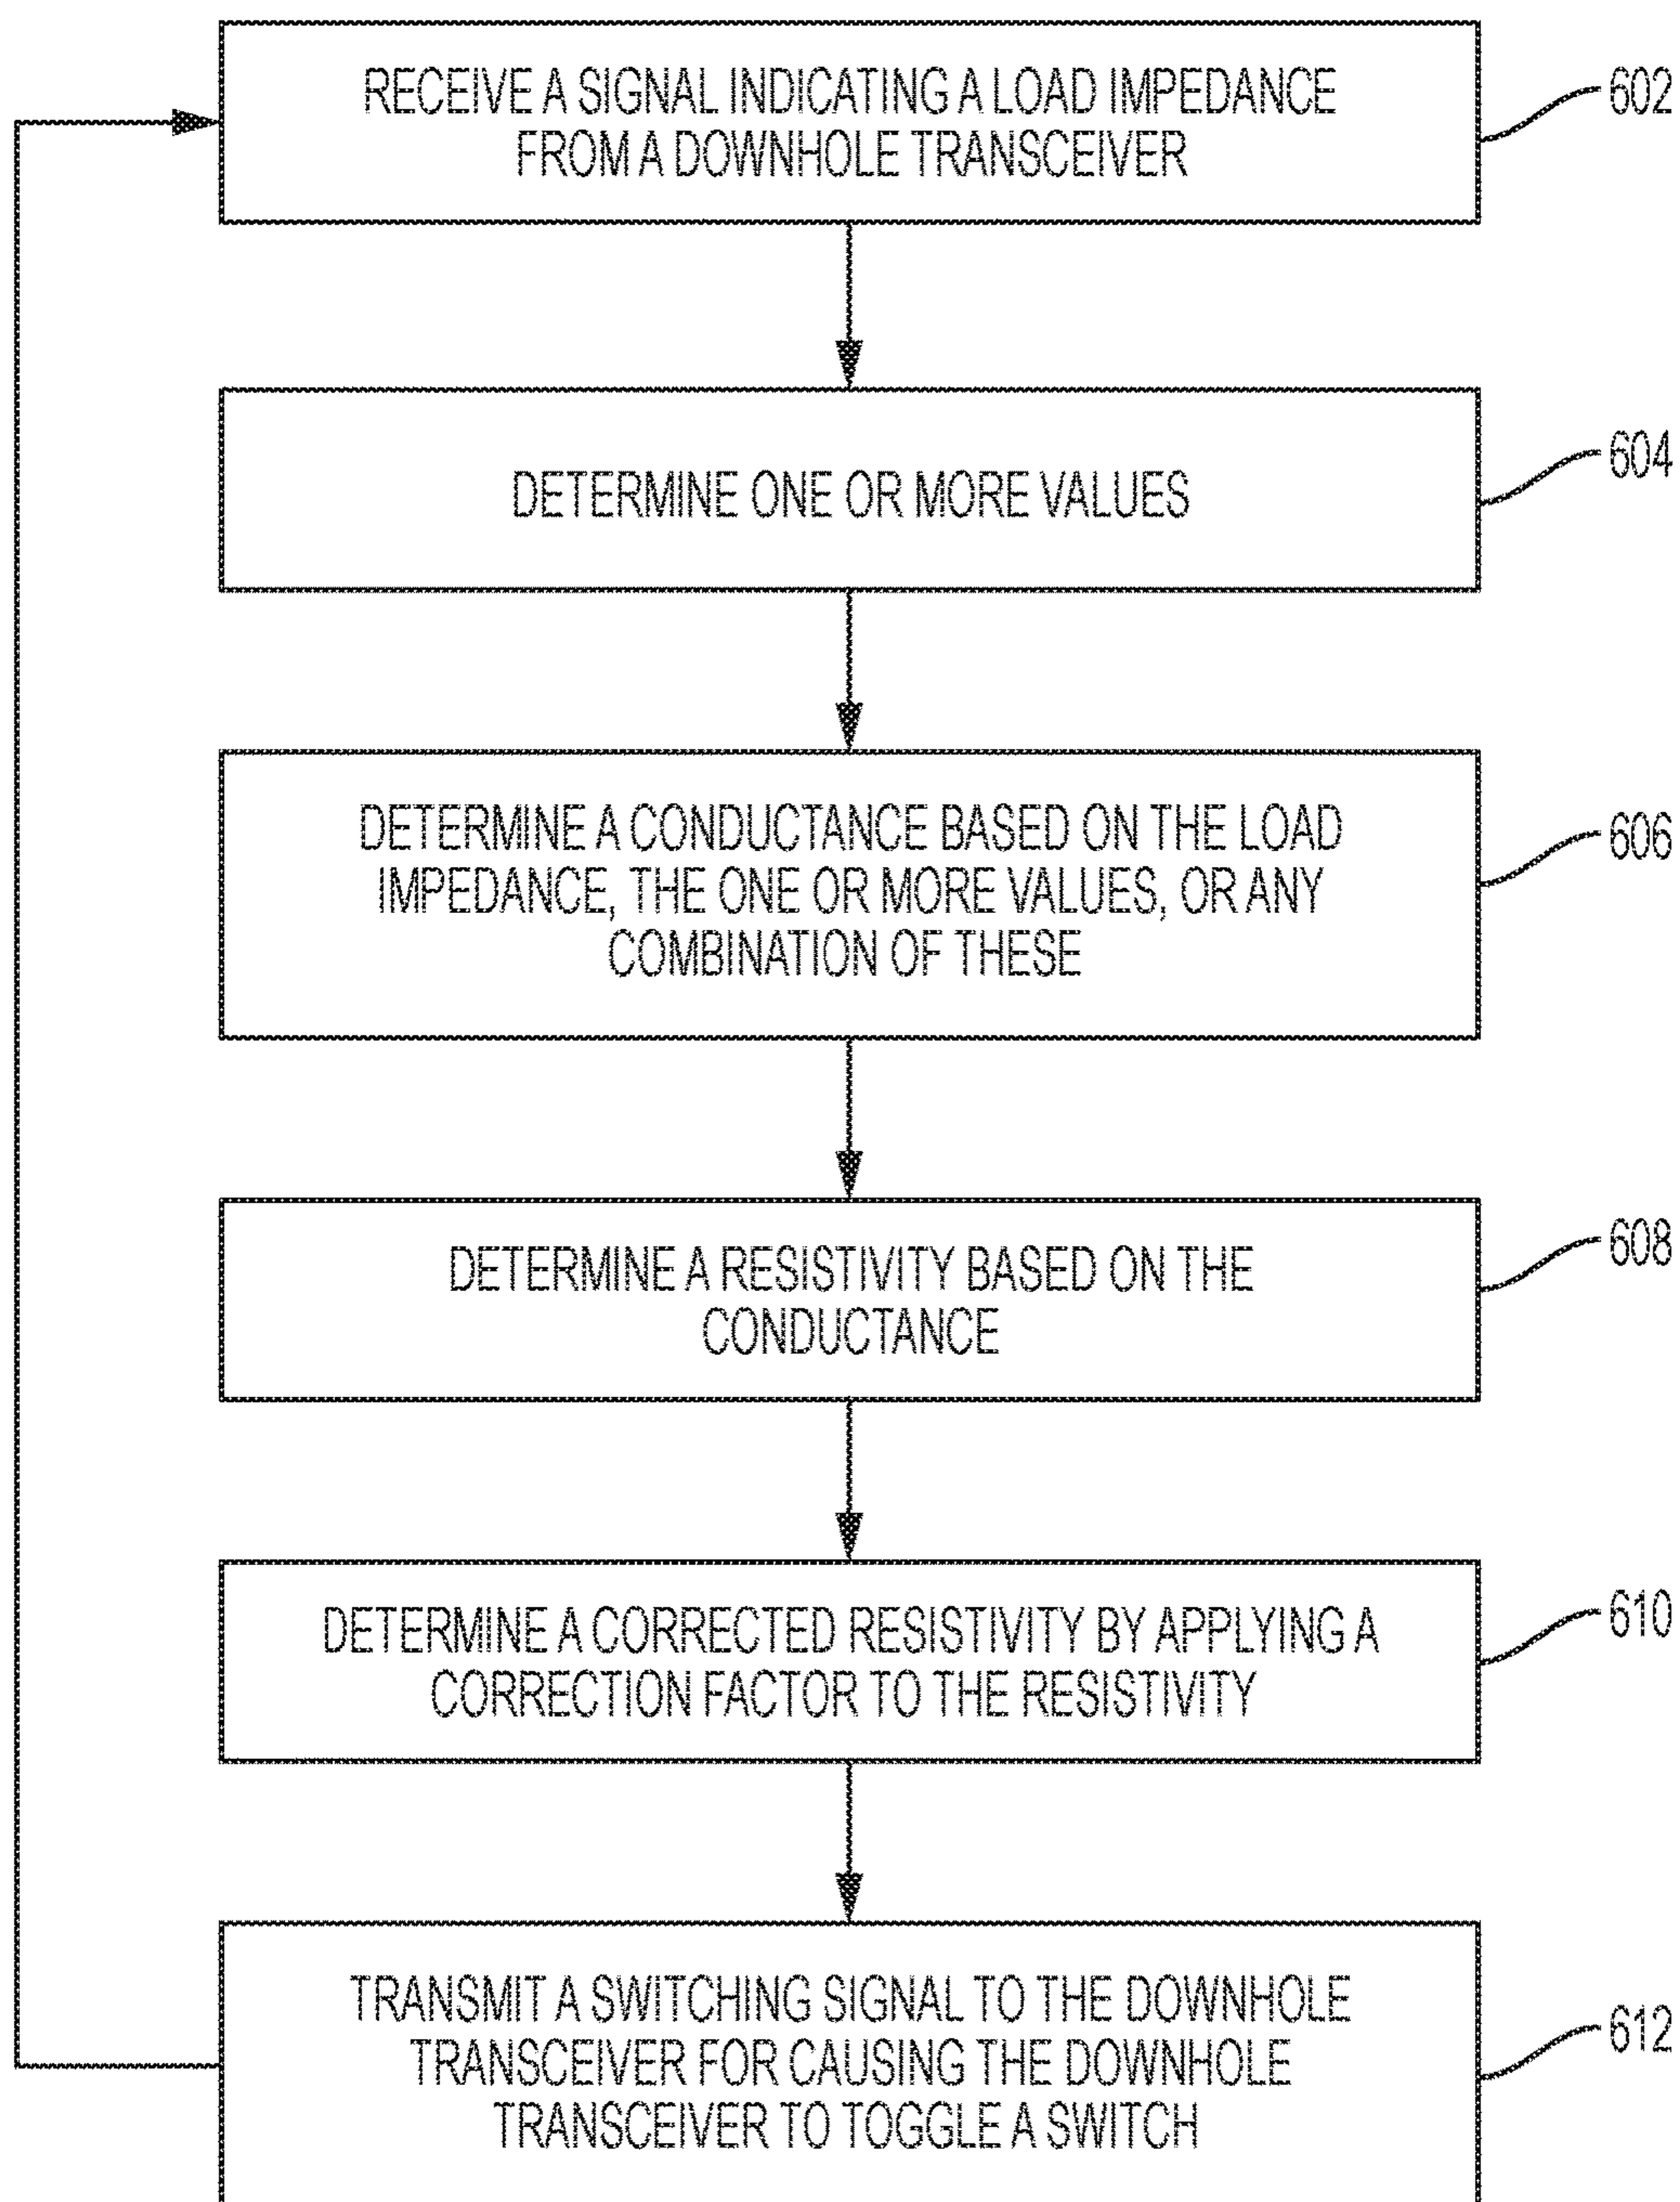 RECEIVE A SIGNAL INDICATING A LOAD IMPEDANCE
FROM A DOWNHOLE TRANSCEIVER
602
DETERMINE ONE OR MORE VALUES
604
DETERMINE A CONDUCTANCE BASED ON THE LOAD
IMPEDANCE, THE ONE OR MORE VALUES, OR ANY
COMBINATION OF THESE
606
DETERMINE A RESISTIVITY BASED ON THE
CONDUCTANCE
608
DETERMINE A CORRECTED RESISTIVITY BY APPLYING A
CORRECTION FACTOR TO THE RESISTIVITY
610
TRANSMIT A SWITCHING SIGNAL TO THE DOWNHOLE
TRANSCEIVER FOR CAUSING THE DOWNHOLE
TRANSCEIVER TO TOGGLE A SWITCH
612